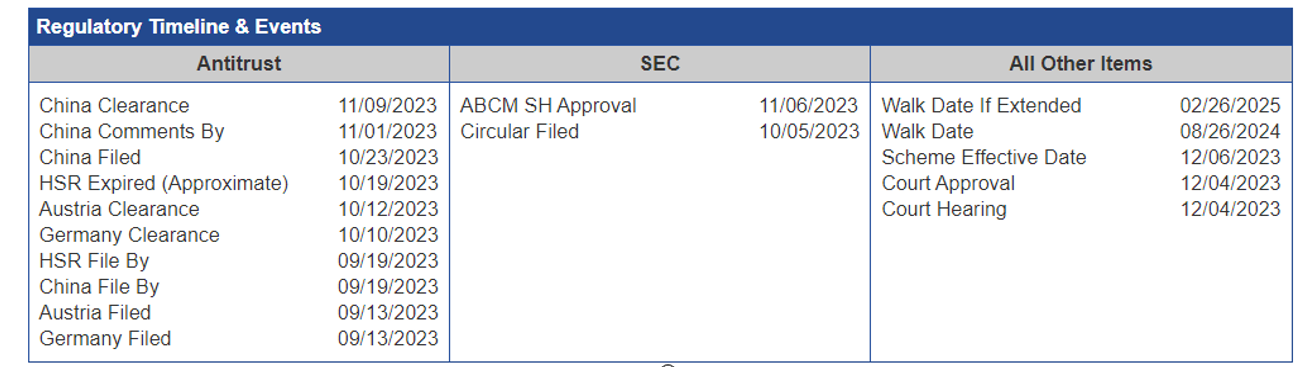 Regulatory Timeline & Events
Antitrust
China Clearance 11/09/2023
China Comments By 11/01/2023
China Filed 10/23/2023
HSR Expired (Approximate) 10/19/2023
Austria Clearance 10/12/2023
Germany Clearance 10/10/2023
HSR File By 09/19/2023
China File By 09/19/2023
Austria Filed 09/13/2023
Germany Filed 09/13/2023
SEC
ABCM SH Approval 11/06/2023
Circular Filed 10/05/2023
All Other Items
Walk Date If Extended 02/26/2025
Walk Date 08/26/2024
Scheme Effective Date 12/06/2023
Court Approval 12/04/2023
Court Hearing 12/04/2023